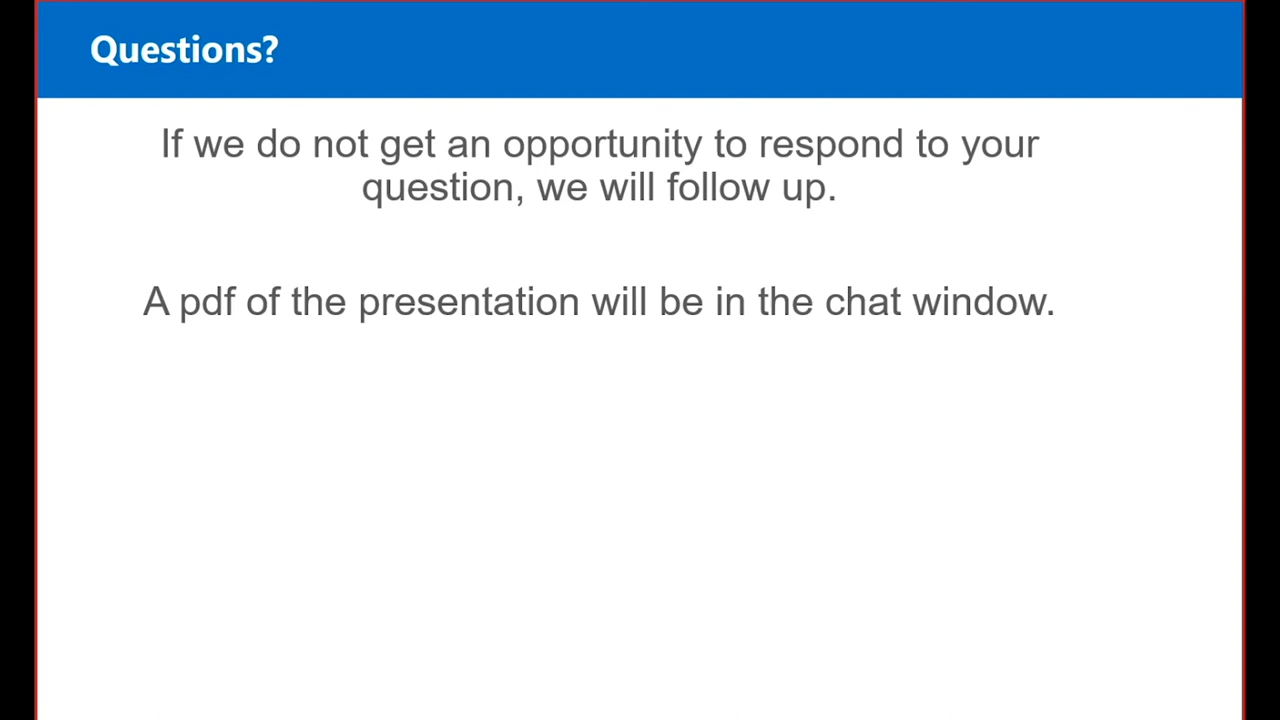 Questions?
If we do not get an opportunity to respond to your
question, we will follow up.
A pdf of the presentation will be in the chat window.